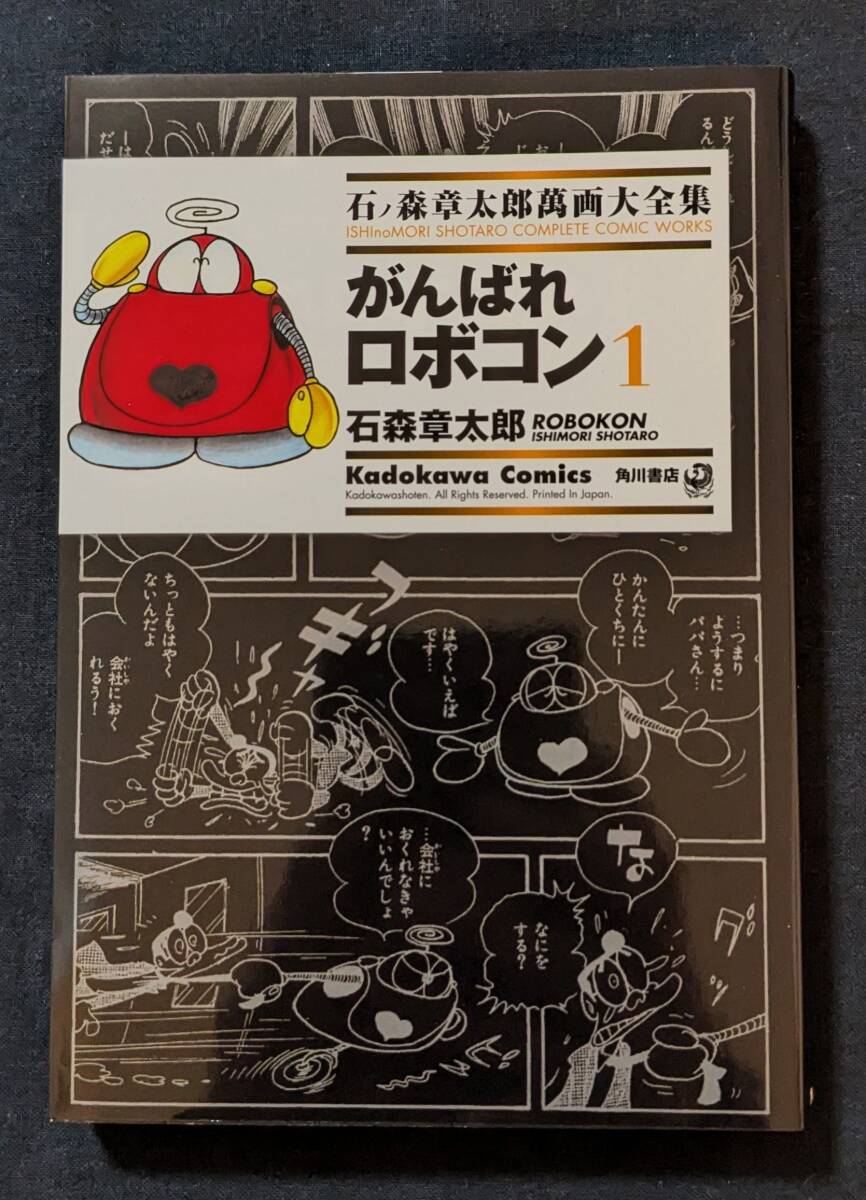 石ノ森章太郎萬画大全集
ISHInoMORI SHOTARO COMPLETE COMIC WORKS
がんばれ
ロボコン1
石森章太郎 ROBOKON
ISHIMORI SHOTARO
Kadokawa Comics 角川書店
Kadokawashoten. All Rights Reserved. Printed In Japan.
…つまり
ようするに
パパさん…
かんたんに
ひとくちにー
はやくいえば
です…
ちっともはやく
ないんだよ
会社におく
れるう!
…会社に
おくれなきゃ
いいんでしょ
?
な
なにを
する?
グッ